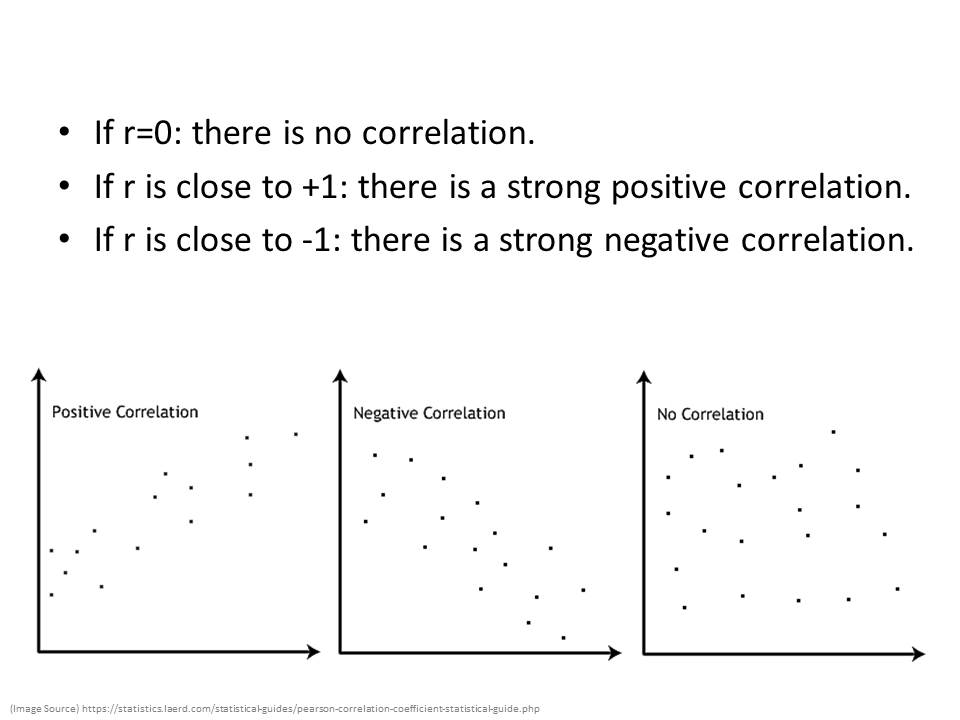 • If r=0: there is no correlation.
• If r is close to +1: there is a strong positive correlation.
• If r is close to -1: there is a strong negative correlation.
Positive Correlation
Negative Correlation
No Correlation
(Image Source) https://statistics.laerd.com/statistical-guides/pearson-correlation-coefficient-statistical-guide.php